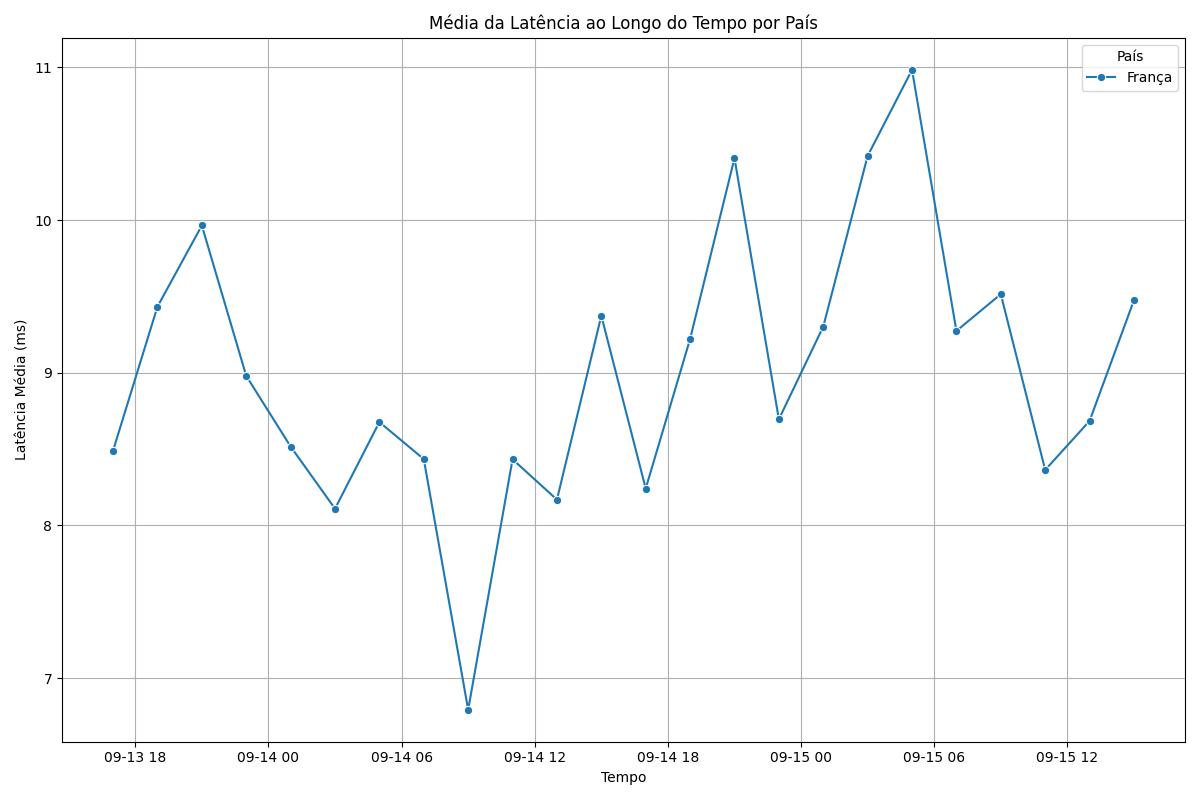 Média da Latência ao Longo do Tempo por País
País
França
11
10
9
8
7
Latência Média (ms)
09-13 18
09-14 00
09-14 06
09-14 12
09-14 18
09-15 00
09-15 06
09-15 12
Tempo